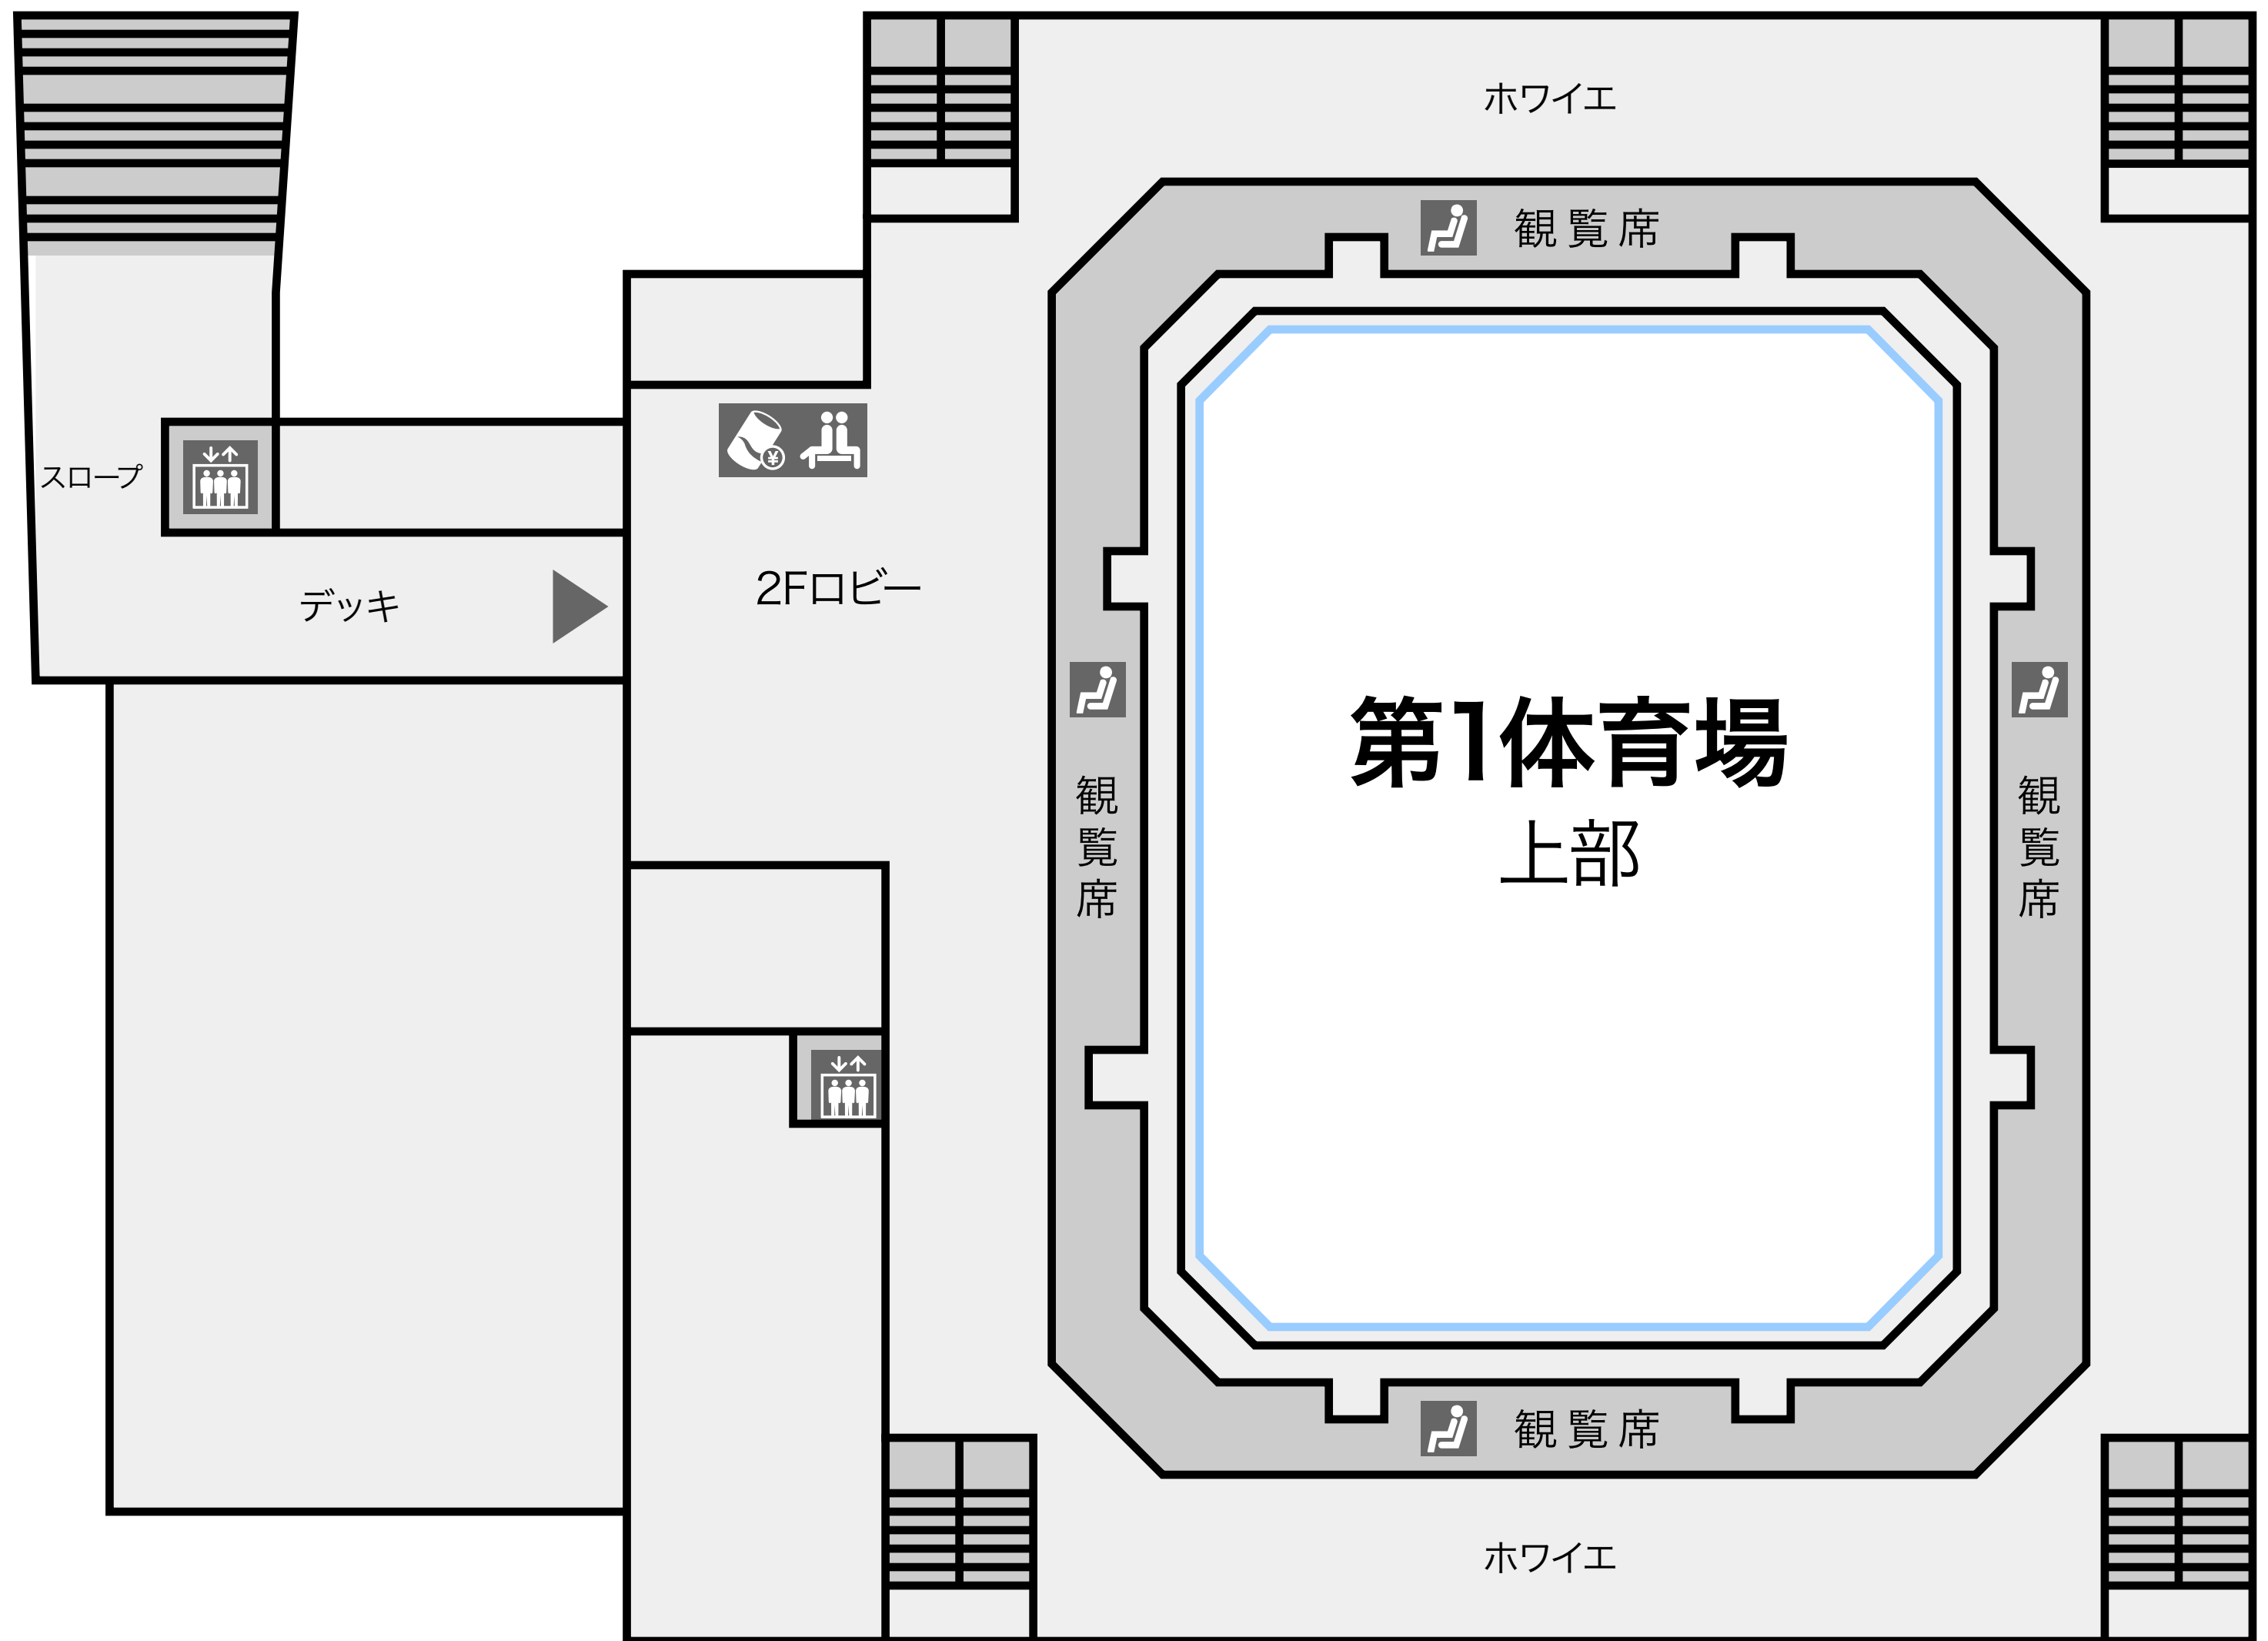 ホワイエ
観覧席
スロープ
デッキ
2Fロビー
¥
第1体育場
上部
観覧席
観覧席
観覧席
ホワイエ